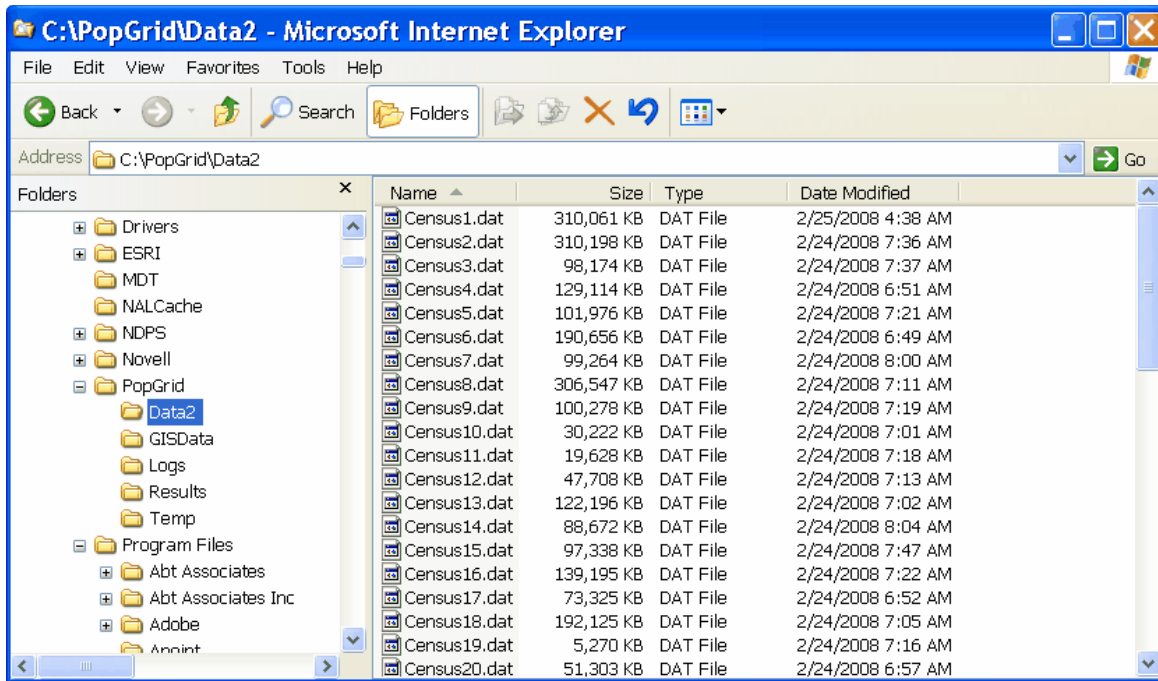 C:\PopGrid\Data2 - Microsoft Internet Explorer
File Edit View Favorites Tools Help
Back Search Folders
Address C:\PopGrid\Data2 Go
Folders
Drivers
ESRI
MDT
NALCache
NDPS
Novell
PopGrid
Data2
GISData
Logs
Results
Temp
Program Files
Abt Associates
Abt Associates Inc
Adobe
Name Size Type Date Modified
Census1.dat 310,061 KB DAT File 2/25/2008 4:38 AM
Census2.dat 310,198 KB DAT File 2/24/2008 7:36 AM
Census3.dat 98,174 KB DAT File 2/24/2008 7:37 AM
Census4.dat 129,114 KB DAT File 2/24/2008 6:51 AM
Census5.dat 101,976 KB DAT File 2/24/2008 7:21 AM
Census6.dat 190,656 KB DAT File 2/24/2008 6:49 AM
Census7.dat 99,264 KB DAT File 2/24/2008 8:00 AM
Census8.dat 306,547 KB DAT File 2/24/2008 7:11 AM
Census9.dat 100,278 KB DAT File 2/24/2008 7:19 AM
Census10.dat 30,222 KB DAT File 2/24/2008 7:01 AM
Census11.dat 19,628 KB DAT File 2/24/2008 7:18 AM
Census12.dat 47,708 KB DAT File 2/24/2008 7:13 AM
Census13.dat 122,196 KB DAT File 2/24/2008 7:02 AM
Census14.dat 88,672 KB DAT File 2/24/2008 8:04 AM
Census15.dat 97,338 KB DAT File 2/24/2008 7:47 AM
Census16.dat 139,195 KB DAT File 2/24/2008 7:22 AM
Census17.dat 73,325 KB DAT File 2/24/2008 6:52 AM
Census18.dat 192,125 KB DAT File 2/24/2008 7:05 AM
Census19.dat 5,270 KB DAT File 2/24/2008 7:16 AM
Census20.dat 51,303 KB DAT File 2/24/2008 6:57 AM